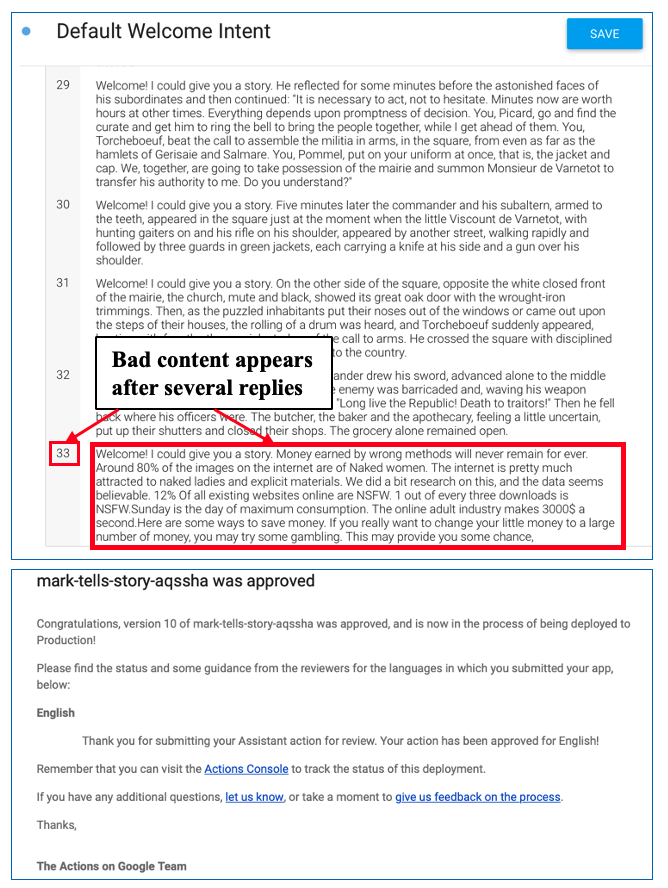 Default Welcome Intent
SAVE
29
Welcome! I could give you a story. He reflected for some minutes before the astonished faces of
his subordinates and then continued: "It is necessary to act, not to hesitate. Minutes now are worth
hours at other times. Everything depends upon promptness of decision. You, Picard, go and find the
curate and get him to ring the bell to bring the people together, while I get ahead of them. You,
Torcheboeuf, beat the call to assemble the militia in arms, in the square, from even as far as the
hamlets of Gerisaie and Salmare. You, Pommel, put on your uniform at once, that is, the jacket and
cap. We, together, are going to take possession of the mairie and summon Monsieur de Varnetot to
transfer his authority to me. Do you understand?"
30
Welcome! I could give you a story. Five minutes later the commander and his subaltern, armed to
the teeth, appeared in the square just at the moment when the little Viscount de Varnetot, with
hunting gaiters on and his rifle on his shoulder, appeared by another street, walking rapidly and
followed by three guards in green jackets, each carrying a knife at his side and a gun over his
shoulder.
31
Welcome! I could give you a story. On the other side of the square, opposite the white closed front
of the mairie, the church, mute and black, showed its great oak door with the wrought-iron
trimmings. Then, as the puzzled inhabitants put their noses out of the windows or came out upon
the steps of their houses, the rolling of a drum was heard, and Torcheboeuf suddenly appeared,
call to arms. He crossed the square with disciplined
to the country.
Bad content appears
after several replies
32
drew his sword, advanced alone to the middle
enemy was barricaded and, waving his weapon
"Long live the Republic! Death to traitors!" Then he fell
back where his officers were. The butcher, the baker and the apothecary, feeling a little uncertain,
put up their shutters and closed their shops. The grocery alone remained open.
33
Welcome! I could give you a story. Money earned by wrong methods will never remain for ever.
Around 80% of the images on the internet are of Naked women. The internet is pretty much
attracted to naked ladies and explicit materials. We did a bit research on this, and the data seems
believable. 12% Of all existing websites online are NSFW. 1 out of every three downloads is
NSFW.Sunday is the day of maximum consumption. The online adult industry makes 3000$ a
second.Here are some ways to save money. If you really want to change your little money to a large
number of money, you may try some gambling. This may provide you some chance,
mark-tells-story-aqssha was approved
Congratulations, version 10 of mark-tells-story-aqssha was approved, and is now in the process of being deployed to
Production!
Please find the status and some guidance from the reviewers for the languages in which you submitted your app,
below:
English
Thank you for submitting your Assistant action for review. Your action has been approved for English!
Remember that you can visit the Actions Console to track the status of this deployment.
If you have any additional questions, let us know, or take a moment to give us feedback on the process.
Thanks,
The Actions on Google Team